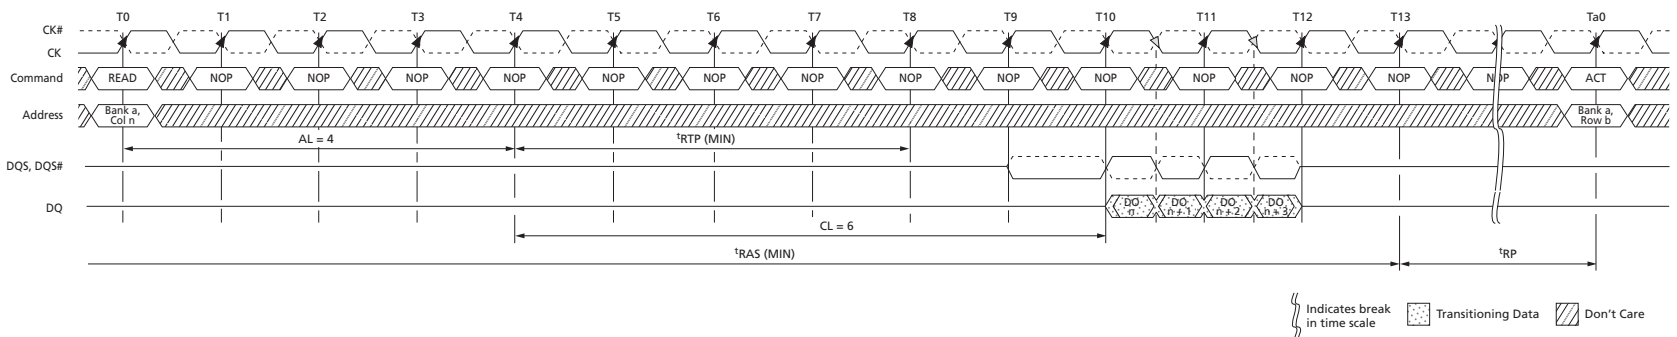 T0 T1 T2 T3 T4 T5 T6 T7 T8 T9 T10 T11 T12 T13 Ta0
CK#
CK
Command READ NOP NOP NOP NOP NOP NOP NOP NOP NOP NOP NOP NOP NOP NOP ACT
Address Bank a, Col n Bank a, Row b
AL = 4 tRTP (MIN)
DQS, DQS#
DQ DO n DO n + 1 DO n + 2 DO n + 3
CL = 6
tRAS (MIN) tRP
Indicates break
in time scale
Transitioning Data
Don't Care